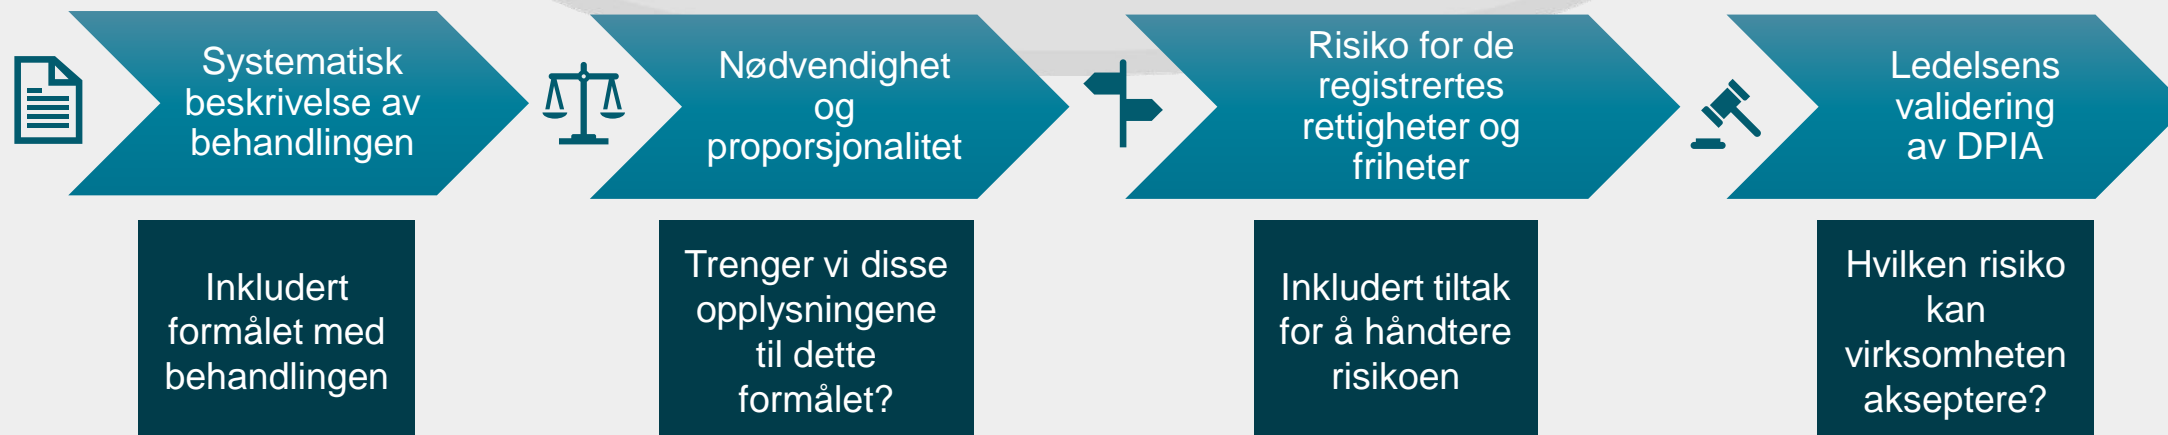 Systematisk
beskrivelse av
behandlingen
Nødvendighet
og
proporsjonalitet
Risiko for de
registrertes
rettigheter og
friheter
Ledelsens
validering
av DPIA
Inkludert
formålet med
behandlingen
Trenger vi disse
opplysningene
til dette
formålet?
Inkludert tiltak
for å håndtere
risikoen
Hvilken risiko
kan
virksomheten
akseptere?